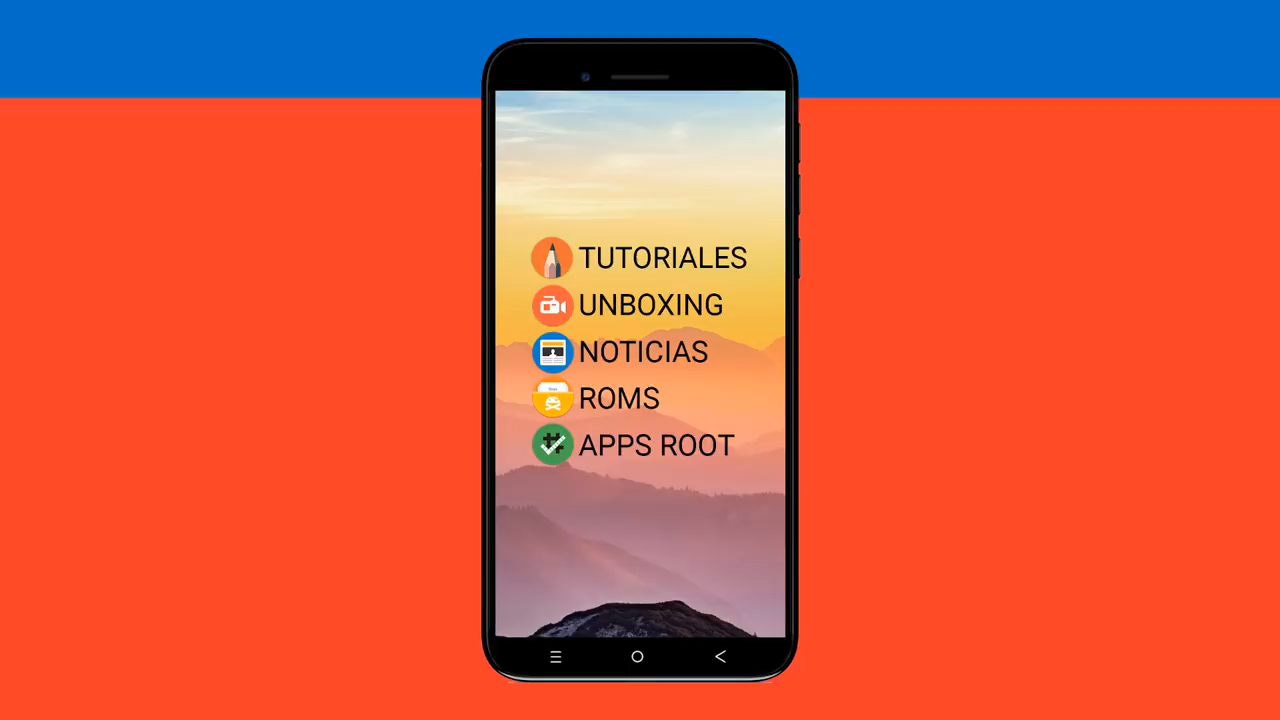 TUTORIALES
UNBOXING
NOTICIAS
ROMS
APPS ROOT